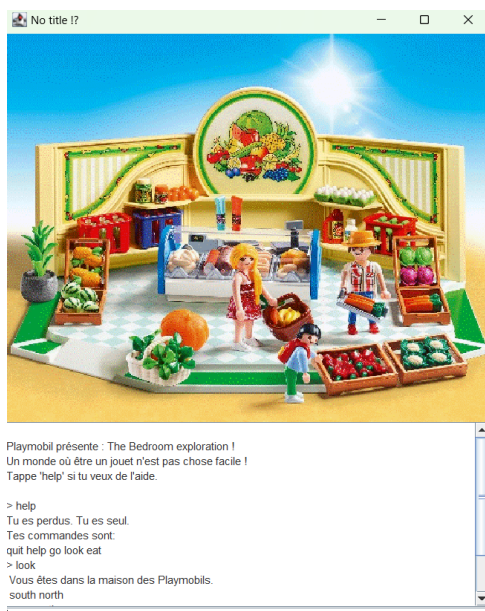 No title !?
Playmobil présente : The Bedroom exploration !
Un monde où être un jouet n'est pas chose facile !
Tappe 'help' si tu veux de l'aide.
> help
Tu es perdus. Tu es seul.
Tes commandes sont:
quit help go look eat
> look
Vous êtes dans la maison des Playmobils.
south north